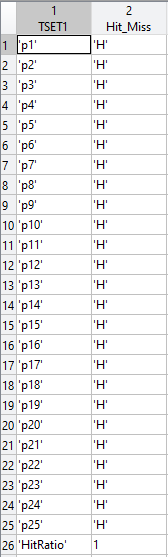 1 2
TSET1 Hit_Miss
1 'p1' 'H'
2 'p2' 'H'
3 'p3' 'H'
4 'p4' 'H'
5 'p5' 'H'
6 'p6' 'H'
7 'p7' 'H'
8 'p8' 'H'
9 'p9' 'H'
10 'p10' 'H'
11 'p11' 'H'
12 'p12' 'H'
13 'p13' 'H'
14 'p14' 'H'
15 'p15' 'H'
16 'p16' 'H'
17 'p17' 'H'
18 'p18' 'H'
19 'p19' 'H'
20 'p20' 'H'
21 'p21' 'H'
22 'p22' 'H'
23 'p23' 'H'
24 'p24' 'H'
25 'p25' 'H'
26 'HitRatio' 1